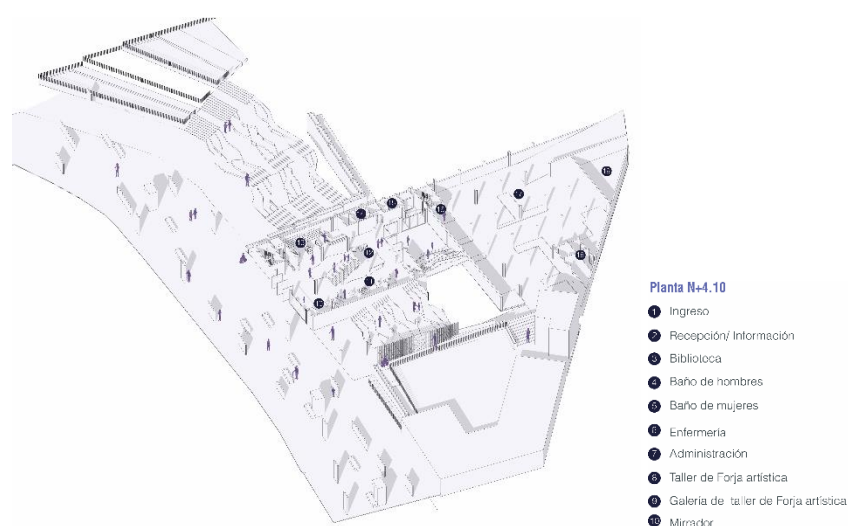 Planta N+4.10
1 Ingreso
2 Recepción/ Información
3 Biblioteca
4 Baño de hombres
5 Baño de mujeres
6 Enfermería
7 Administración
8 Taller de Forja artística
9 Galería de taller de Forja artística
10 Mirrador